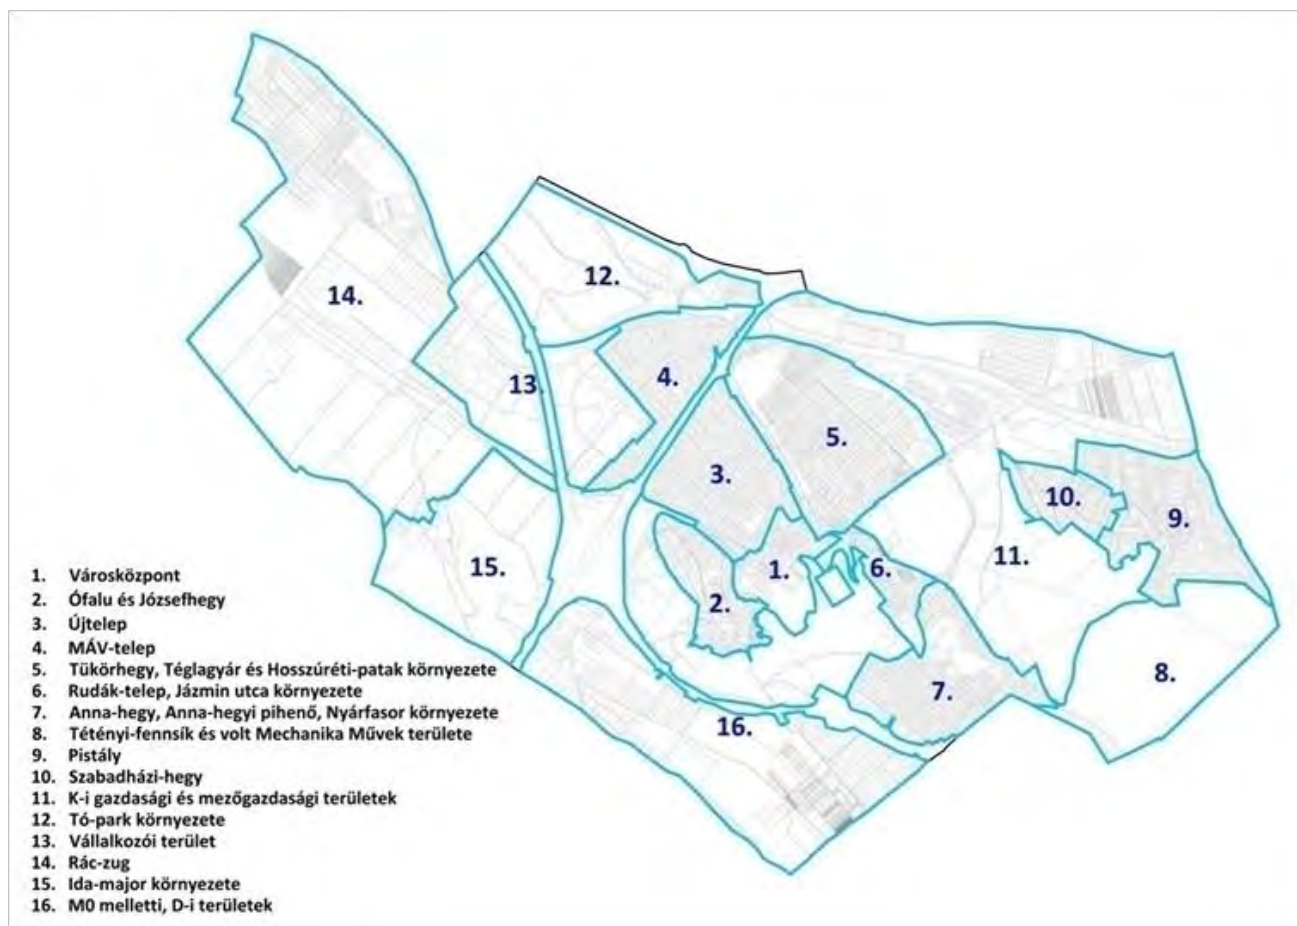 12.
14.
13.
4.
5.
3.
10.
9.
11.
15.
1.
6.
2.
8.
7.
16.
1. Városközpont
2. Ófalu és Józsefhegy
3. Újtelep
4. MÁV-telep
5. Tükörhegy, Téglagyár és Hosszúréti-patak környezete
6. Rudák-telep, Jázmin utca környezete
7. Anna-hegy, Anna-hegyi pihenő, Nyárfasor környezete
8. Tétényi-fennsík és volt Mechanika Művek területe
9. Pistály
10. Szabadházi-hegy
11. K-i gazdasági és mezőgazdasági területek
12. Tó-park környezete
13. Vállalkozói terület
14. Rác-zug
15. Ida-major környezete
16. M0 melletti, D-i területek